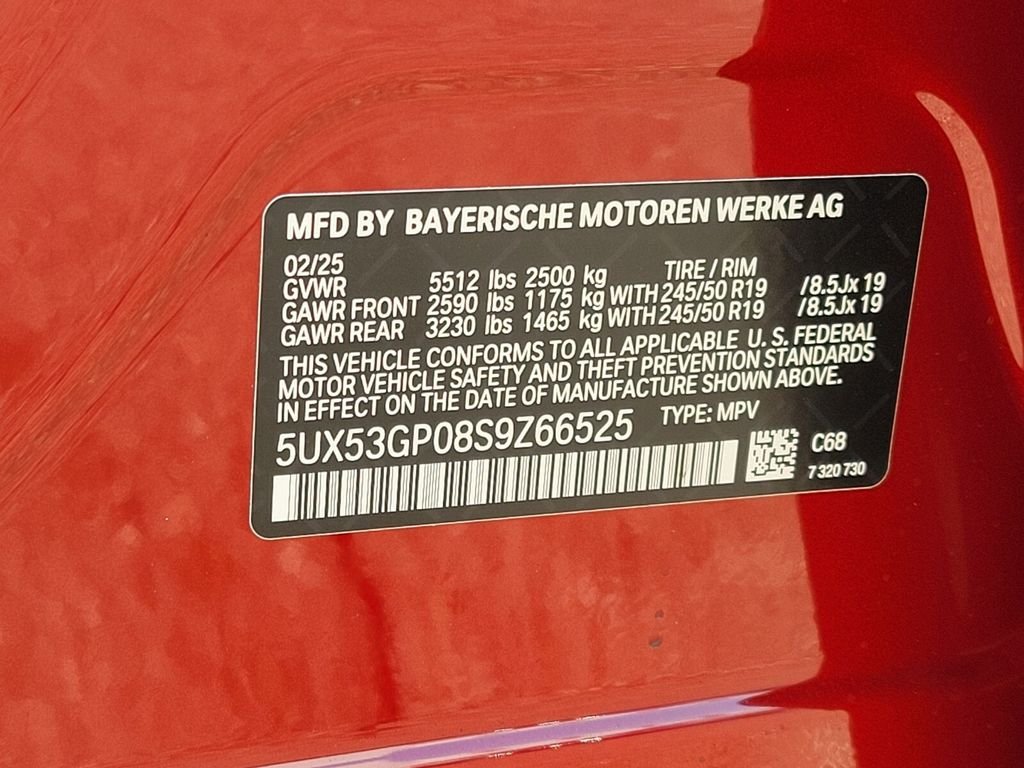 MFD BY BAYERISCHE MOTOREN WERKE AG
02/25 TIRE / RIM
GVWR 5512 lbs 2500 kg
GAWR FRONT 2590 lbs 1175 kg WITH 245/50 R19 /8.5Jx 19
GAWR REAR 3230 lbs 1465 kg WITH 245/50 R19 /8.5Jx 19
THIS VEHICLE CONFORMS TO ALL APPLICABLE U. S. FEDERAL
MOTOR VEHICLE SAFETY AND THEFT PREVENTION STANDARDS
IN EFFECT ON THE DATE OF MANUFACTURE SHOWN ABOVE.
5UX53GP08S9Z66525 TYPE: MPV
C68
7 320 730